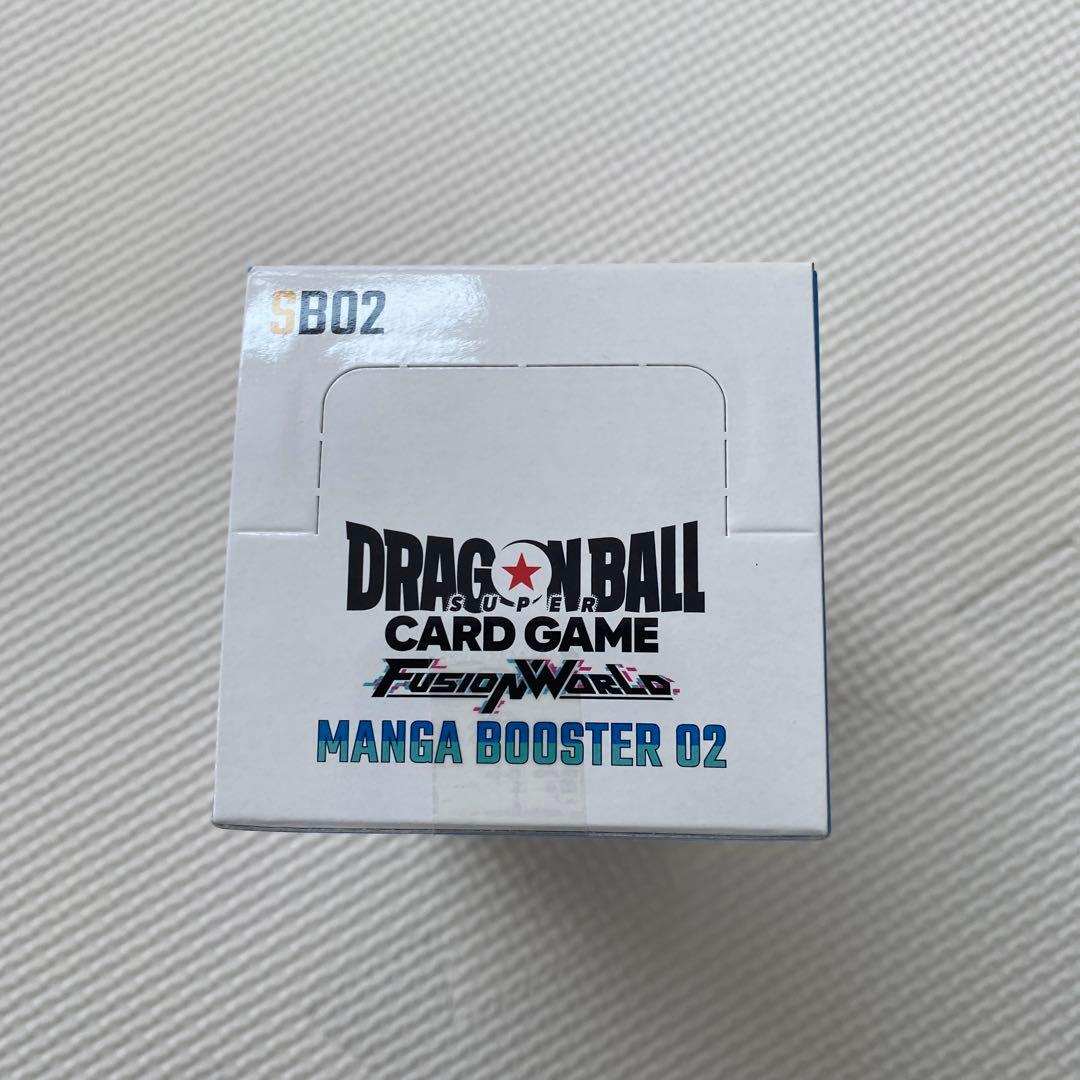 SB02
DRAGON BALL
SUPER
CARD GAME
FUSION WORLD
MANGA BOOSTER 02